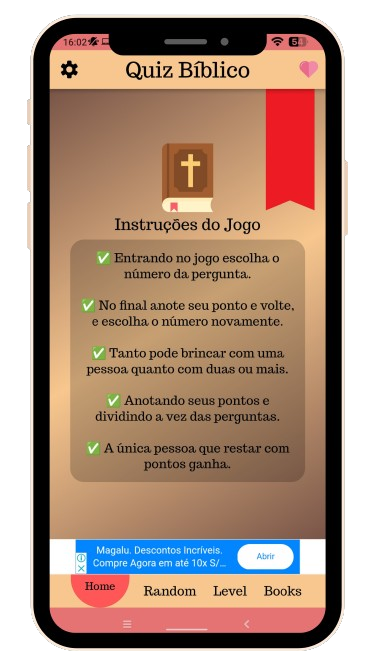 16:02
Quiz Bíblico
Instruções do Jogo
✅ Entrando no jogo escolha o
número da pergunta.
✅ No final anote seu ponto e volte,
e escolha o número novamente.
✅ Tanto pode brincar com uma
pessoa quanto com duas ou mais.
✅ Anotando seus pontos e
dividindo a vez das perguntas.
✅ A única pessoa que restar com
pontos ganha.
Magalu. Descontos Incríveis.
Compre Agora em até 10x S/...
Abrir
Home
Random
Level
Books